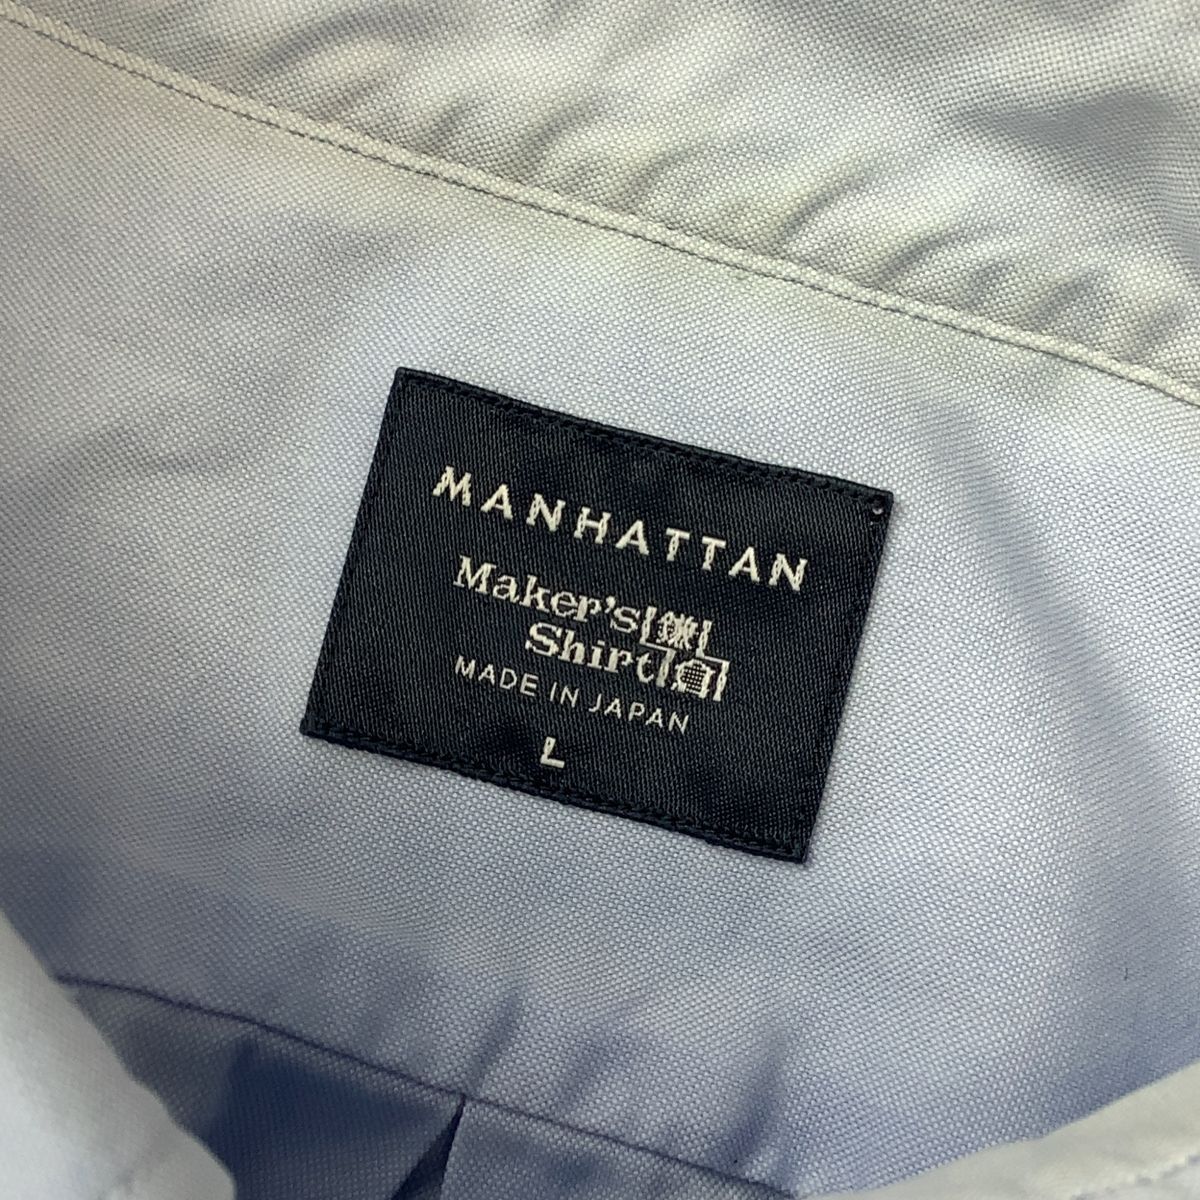 MANHATTAN
Maker's 鎌
Shirt 倉
MADE IN JAPAN
L